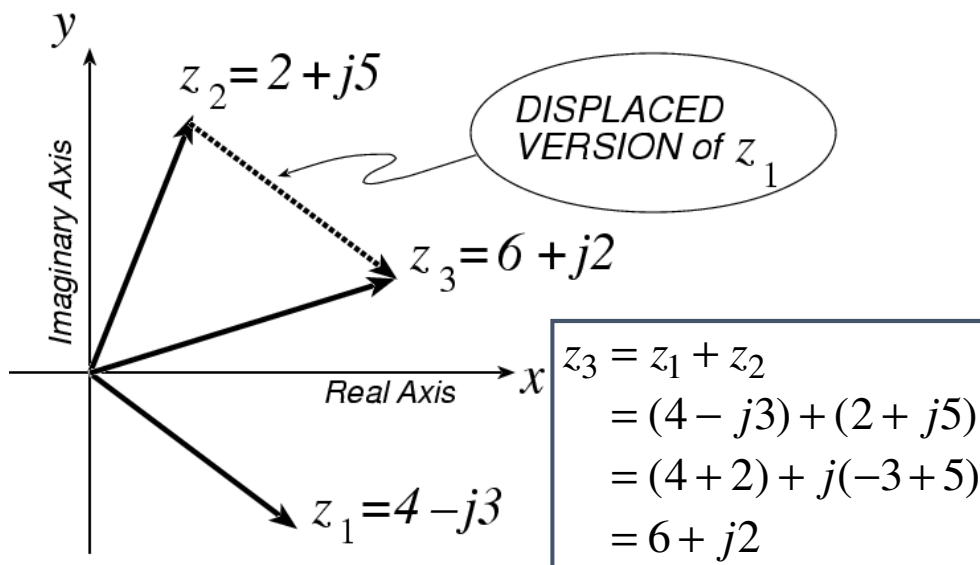 y
z₂ = 2 + j5
DISPLACED
VERSION of z₁
Imaginary Axis
z₃ = 6 + j2
x
Real Axis
z₁ = 4 – j3
z₃ = z₁ + z₂
= (4 − j3) + (2 + j5)
= (4 + 2) + j(−3 + 5)
= 6 + j2